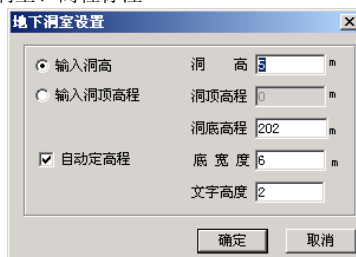 地下洞室设置
输入洞高 洞 高 5 m
输入洞顶高程 洞顶高程 0 m
洞底高程 202 m
自动定高程 底 宽 度 6 m
文字高度 2
确定 取消